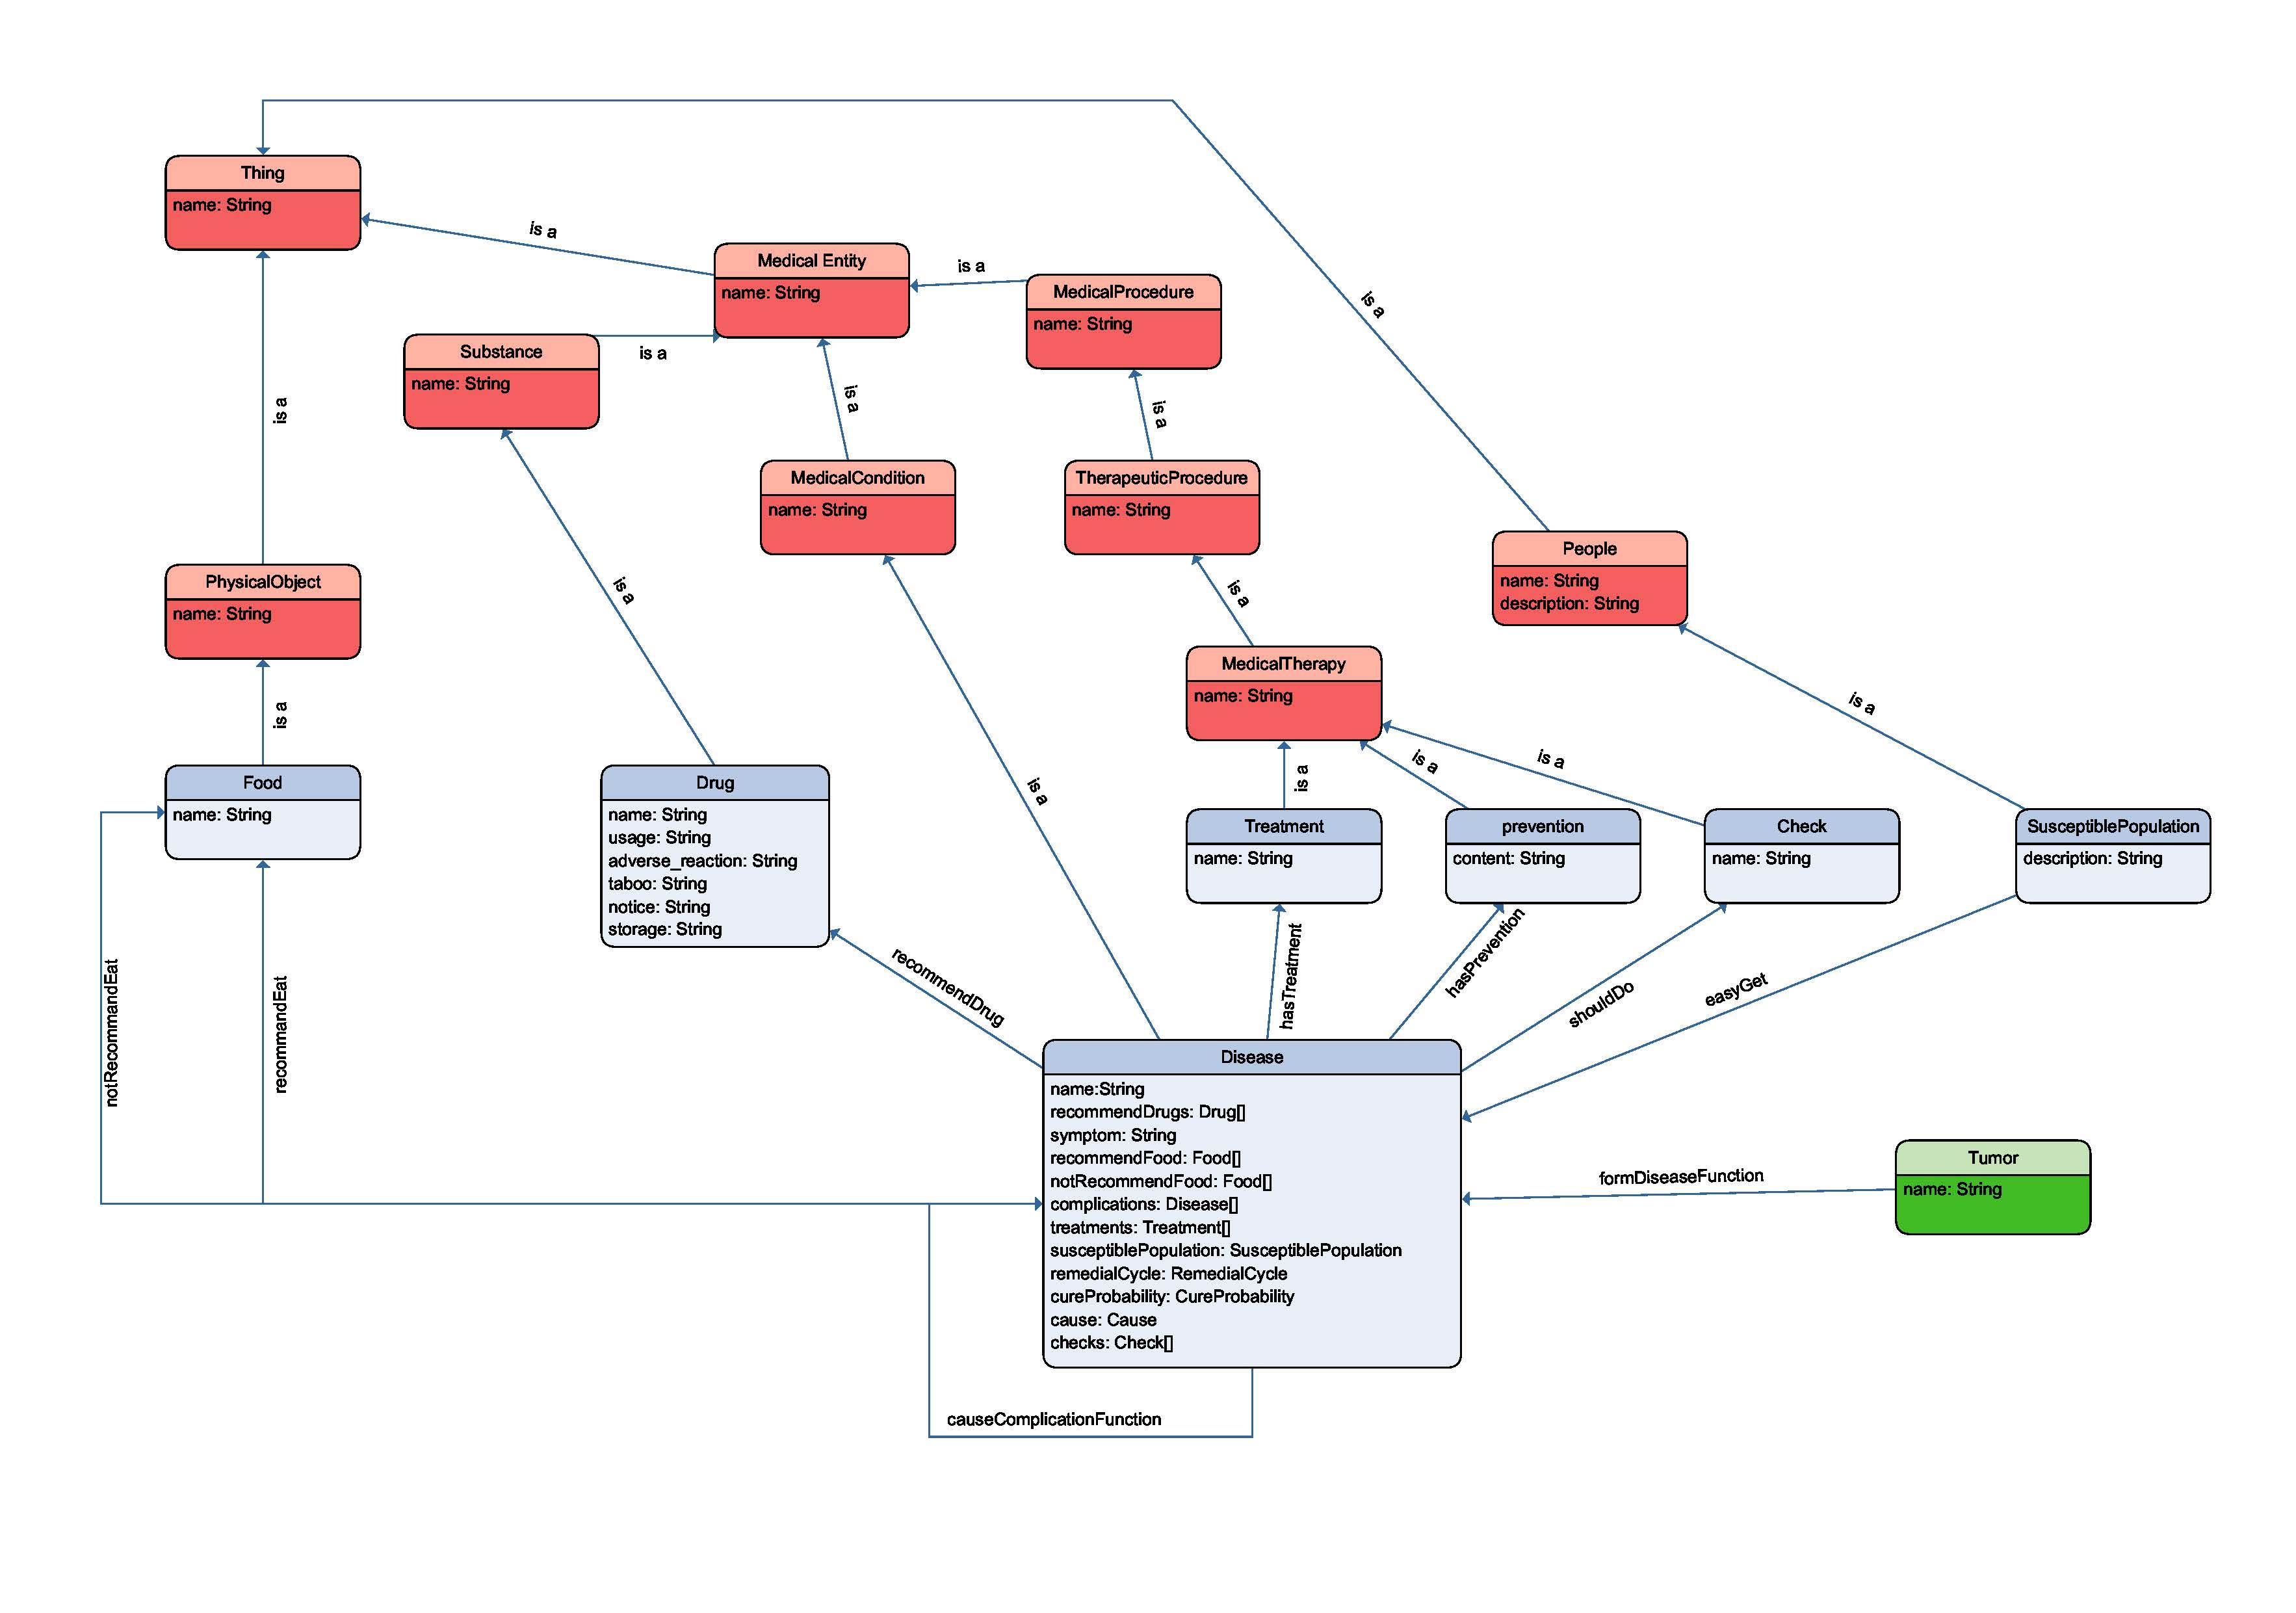 Thing
name: String
is a
Medical Entity
name: String
is a
MedicalProcedure
name: String
is a
Substance
name: String
is a
is a
is a
is a
MedicalCondition
name: String
TherapeuticProcedure
name: String
People
name: String
description: String
PhysicalObject
name: String
is a
is a
MedicalTherapy
name: String
is a
is a
Food
name: String
Drug
name: String
usage: String
adverse_reaction: String
taboo: String
notice: String
storage: String
is a
is a
is a
is a
Treatment
name: String
prevention
content: String
Check
name: String
SusceptiblePopulation
description: String
notRecommandEat
recommandEat
recommendDrug
hasTreatment
hasPrevention
shouldDo
easyGet
Disease
name:String
recommendDrugs: Drug[]
symptom: String
recommendFood: Food[]
notRecommendFood: Food[]
complications: Disease[]
treatments: Treatment[]
susceptiblePopulation: SusceptiblePopulation
remedialCycle: RemedialCycle
cureProbability: CureProbability
cause: Cause
checks: Check[]
formDiseaseFunction
Tumor
name: String
causeComplicationFunction